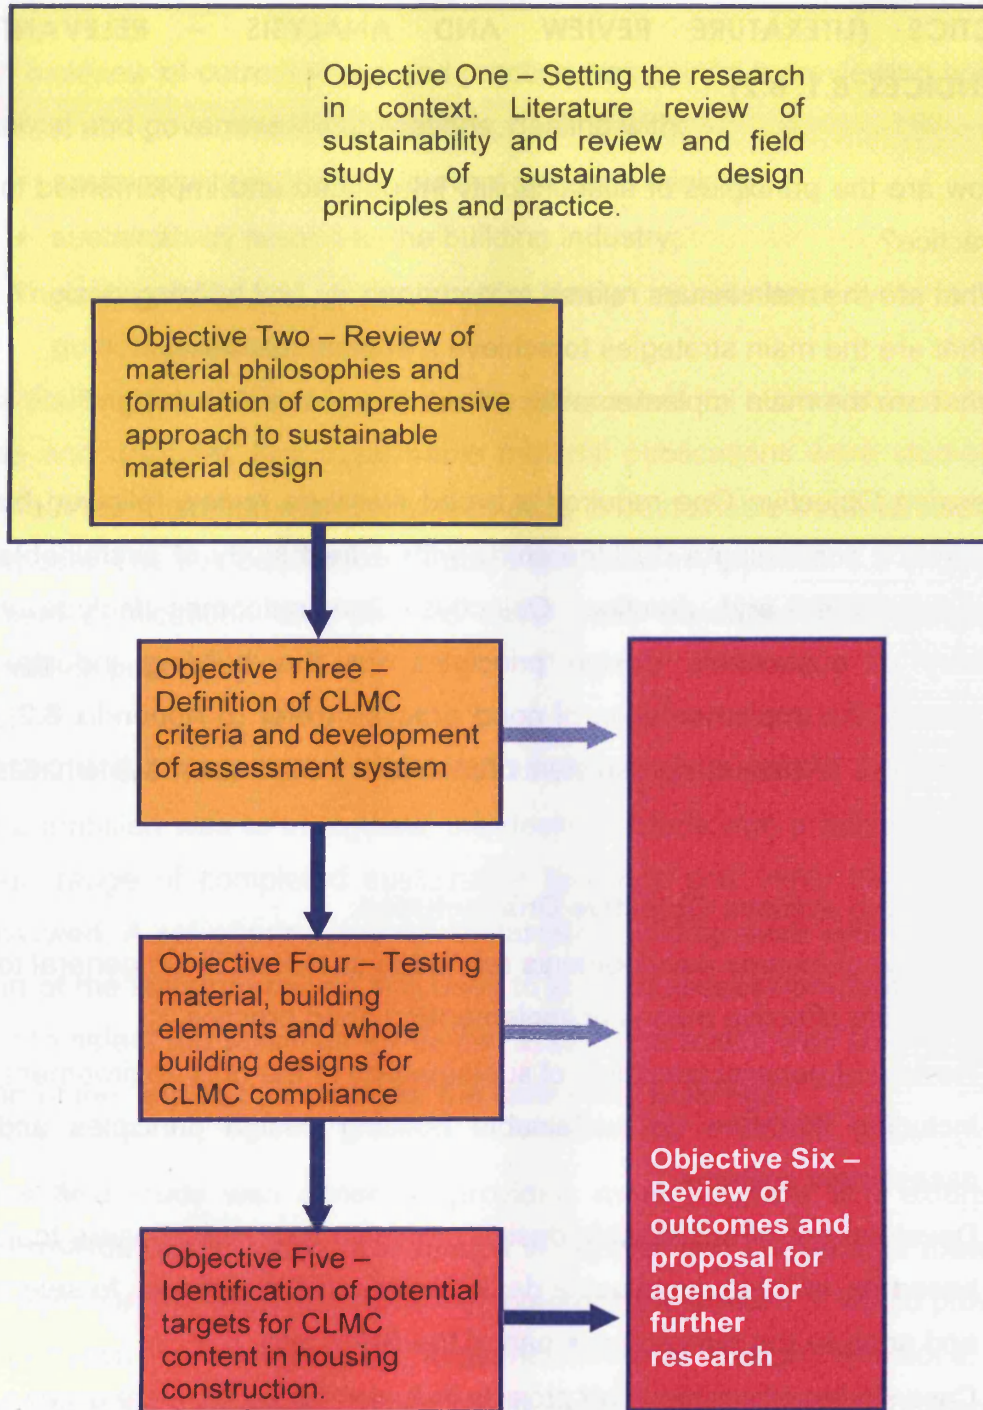 Objective One – Setting the research
in context. Literature review of
sustainability and review and field
study of sustainable design
principles and practice.
Objective Two – Review of
material philosophies and
formulation of comprehensive
approach to sustainable
material design
Objective Three –
Definition of CLMC
criteria and development
of assessment system
Objective Four – Testing
material, building
elements and whole
building designs for
CLMC compliance
Objective Five –
Identification of potential
targets for CLMC
content in housing
construction.
Objective Six –
Review of
outcomes and
proposal for
agenda for
further
research